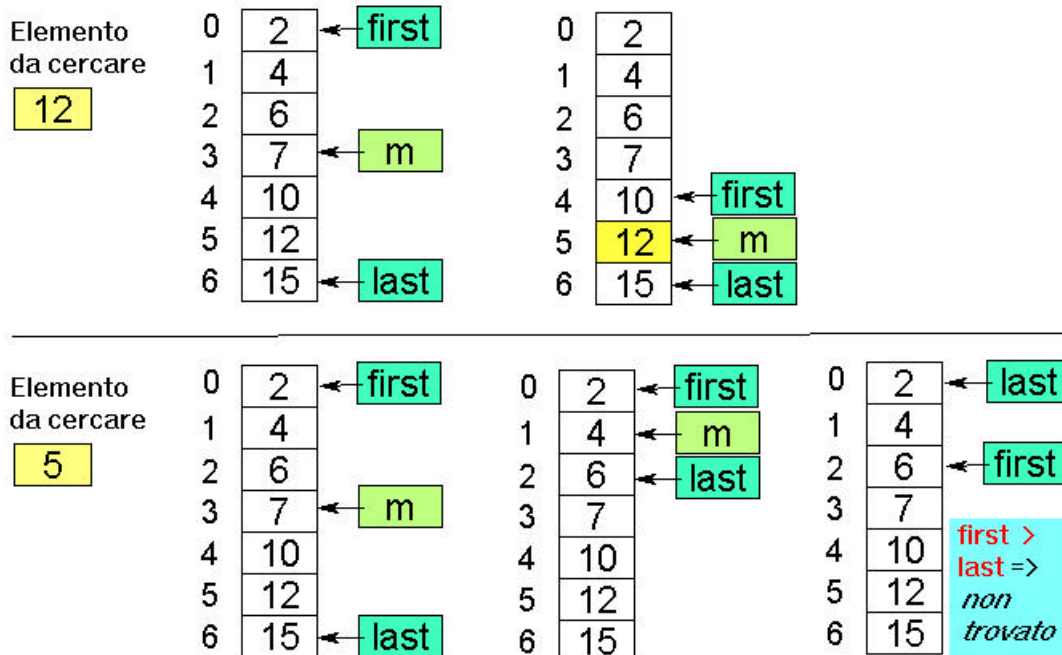 Elemento
da cercare
12
0 2 first
1 4
2 6
3 7 m
4 10
5 12
6 15 last
0 2
1 4
2 6
3 7
4 10 first
5 12 m
6 15 last
Elemento
da cercare
5
0 2 first
1 4
2 6
3 7 m
4 10
5 12
6 15 last
0 2 first
1 4 m
2 6 last
3 7
4 10
5 12
6 15
0 2 last
1 4
2 6 first
3 7
4 10
5 12
6 15
first >
last =>
non
trovato